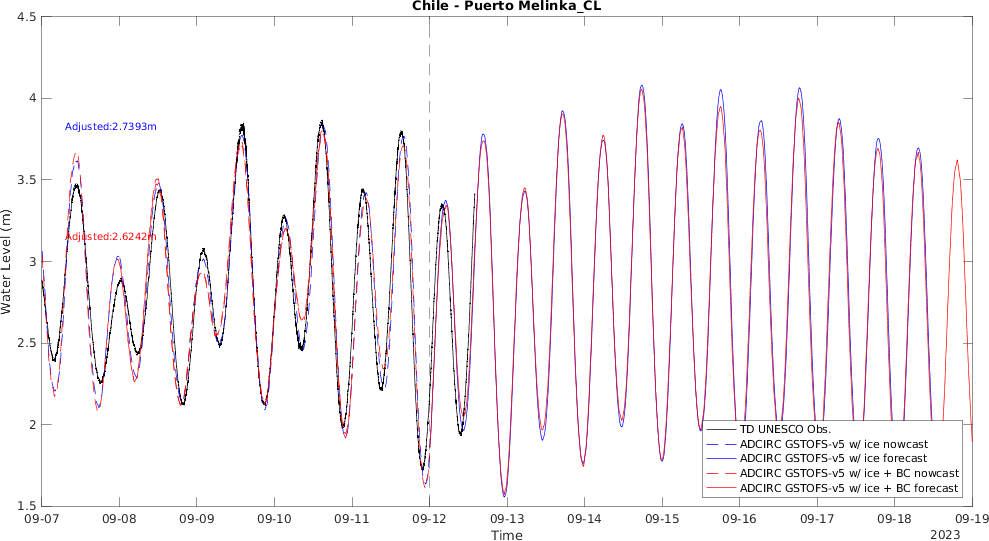 Chile - Puerto Melinka_CL
4.5
4
3.5
3
2.5
2
1.5
Water Level (m)
Adjusted:2.7393m
Adjusted:2.6242m
TD UNESCO Obs.
ADCIRC GSTOFS-v5 w/ ice nowcast
ADCIRC GSTOFS-v5 w/ ice forecast
ADCIRC GSTOFS-v5 w/ ice + BC nowcast
ADCIRC GSTOFS-v5 w/ ice + BC forecast
09-07 09-08 09-09 09-10 09-11 09-12 09-13 09-14 09-15 09-16 09-17 09-18 09-19
Time
2023